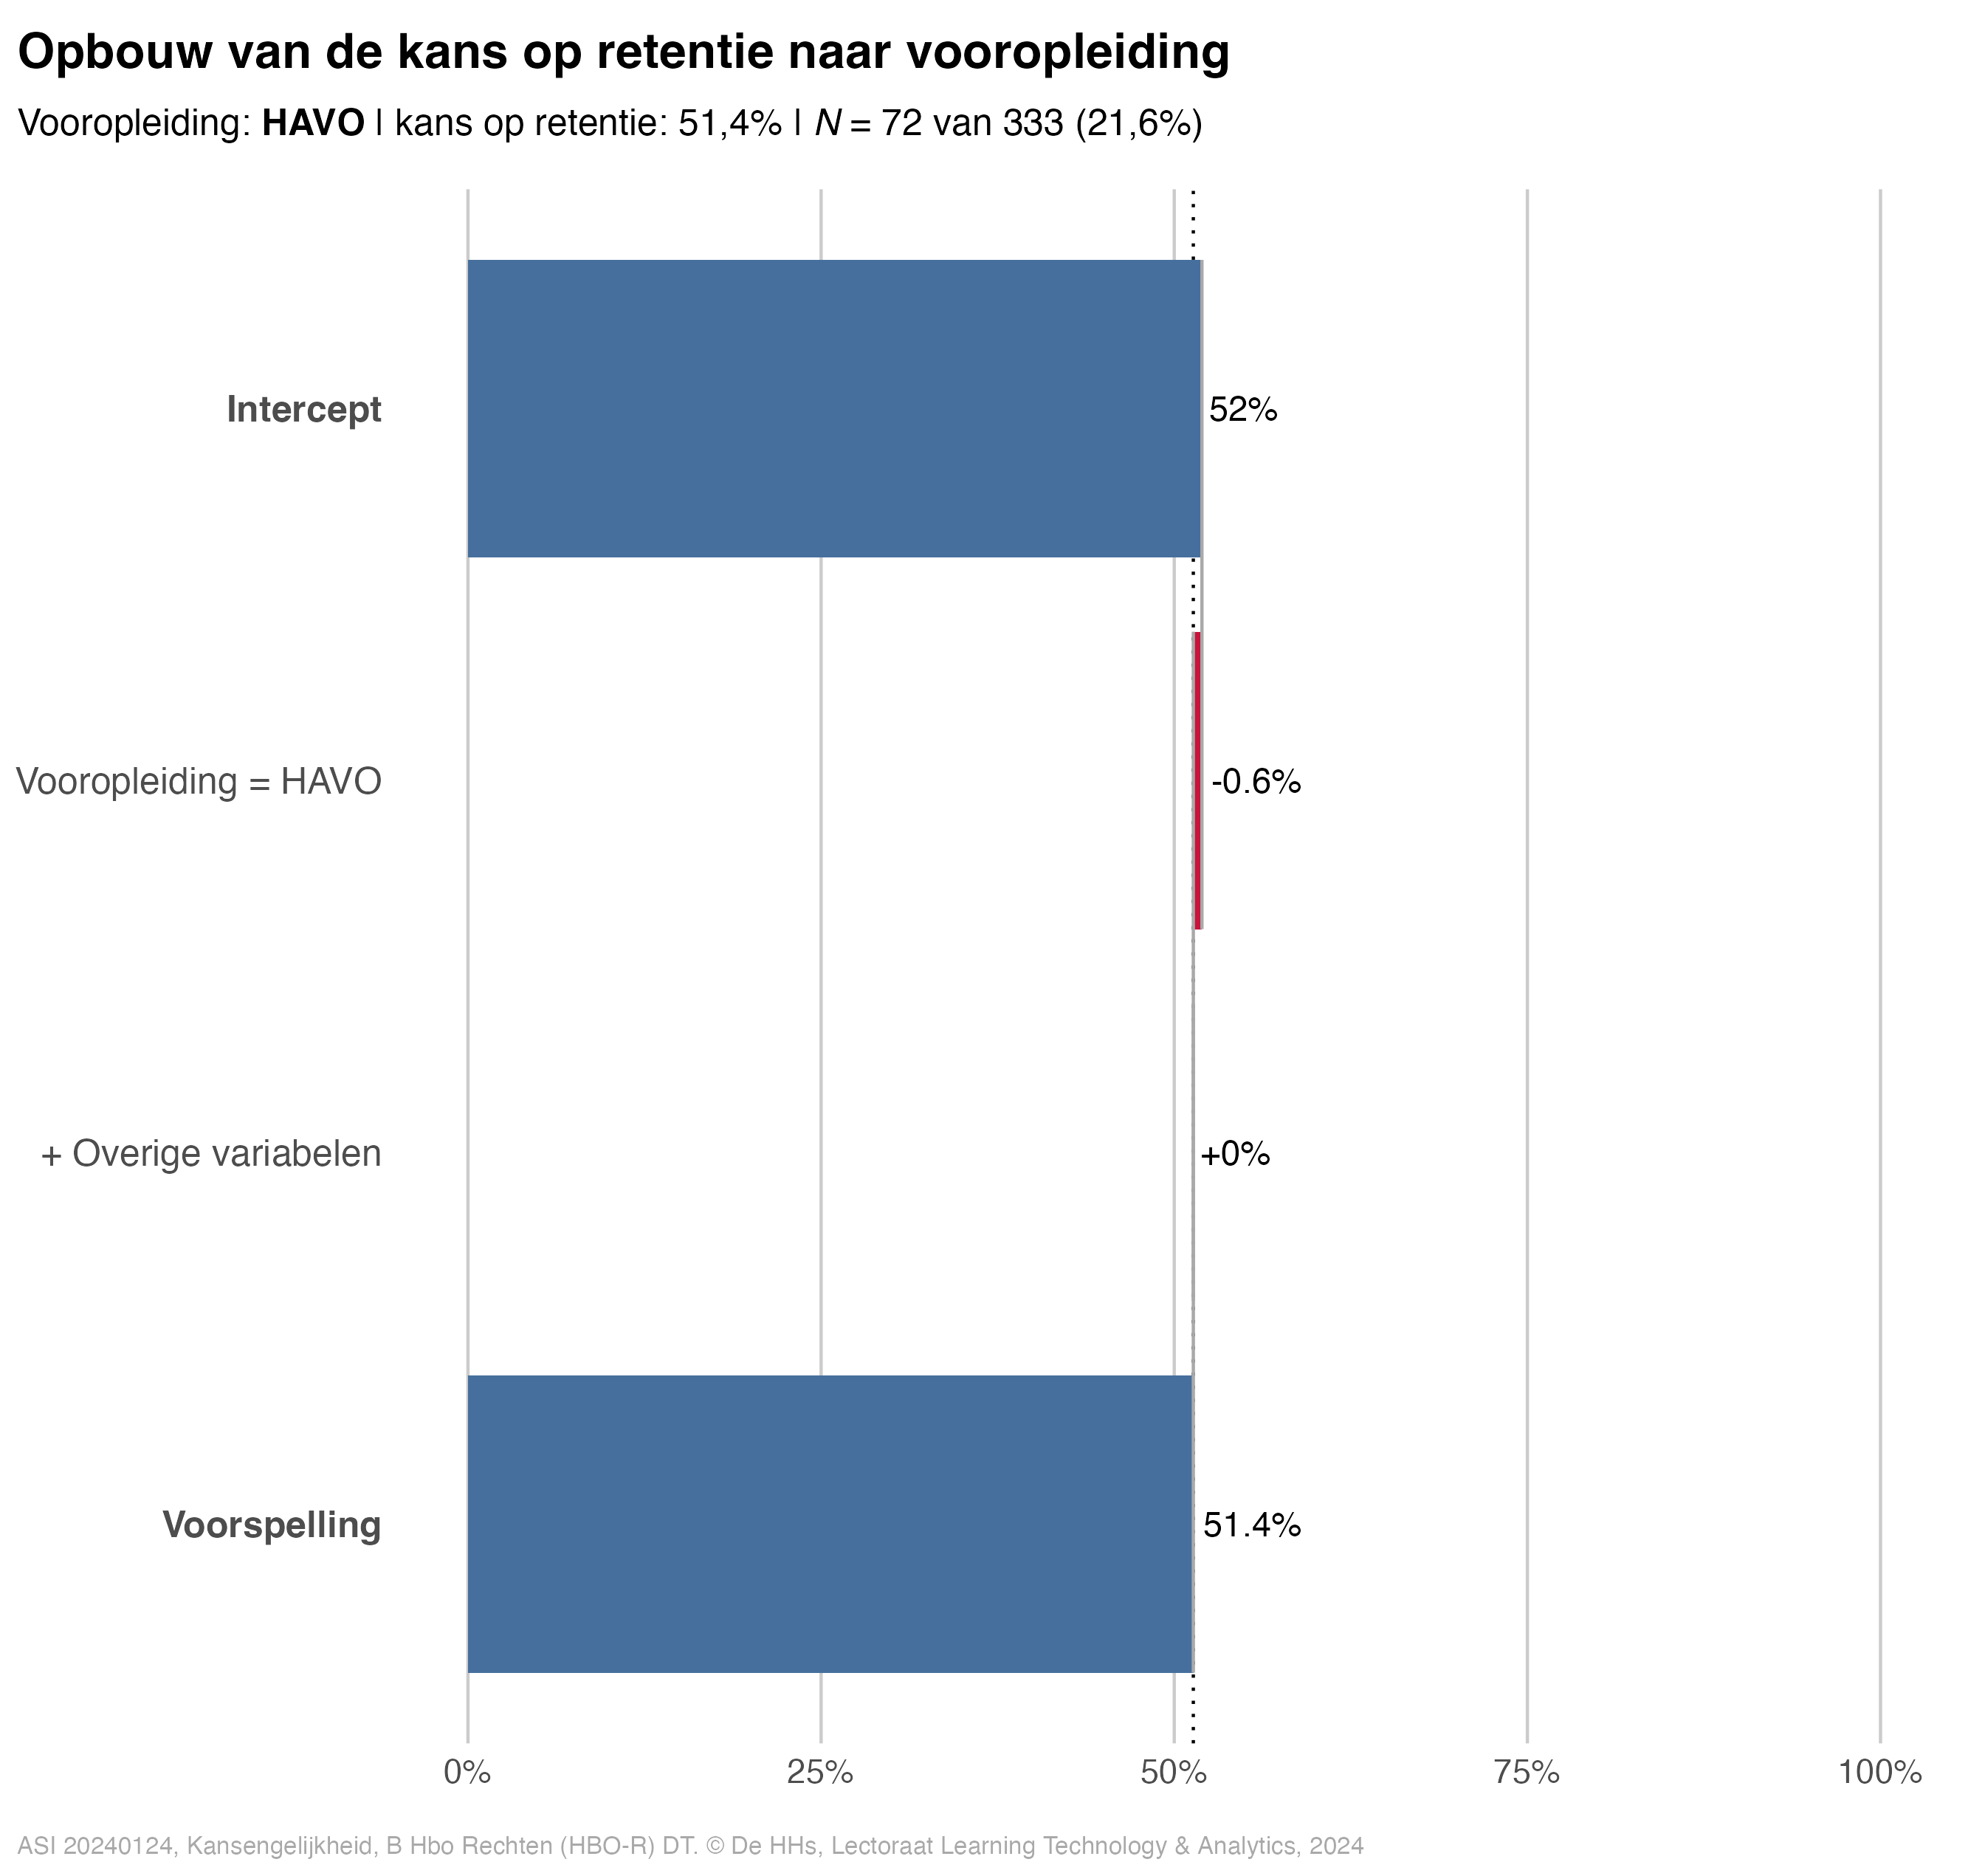 Opbouw van de kans op retentie naar vooropleiding
Vooropleiding: HAVO | kans op retentie: 51,4% | N = 72 van 333 (21,6%)
Intercept
52%
Vooropleiding = HAVO
-0.6%
+ Overige variabelen
+0%
Voorspelling
51.4%
0% 25% 50% 75% 100%
ASI 20240124, Kansengelijkheid, B Hbo Rechten (HBO-R) DT. © De HHs, Lectoraat Learning Technology & Analytics, 2024